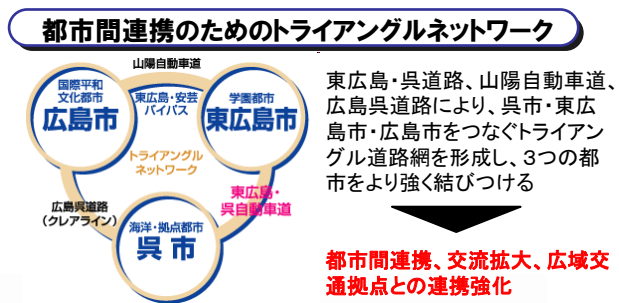 都市間連携のためのトライアングルネットワーク
山陽自動車道
国際平和
文化都市
広島市
東広島・安芸
バイパス
学園都市
東広島市
トライアングル
ネットワーク
広島呉道路
(クレアライン)
東広島・
呉自動車道
海洋・拠点都市
呉市
東広島・呉道路、山陽自動車道、
広島呉道路により、呉市・東広
島市・広島市をつなぐトライアン
グル道路網を形成し、３つの都
市をより強く結びつける
都市間連携、交流拡大、広域交
通拠点との連携強化